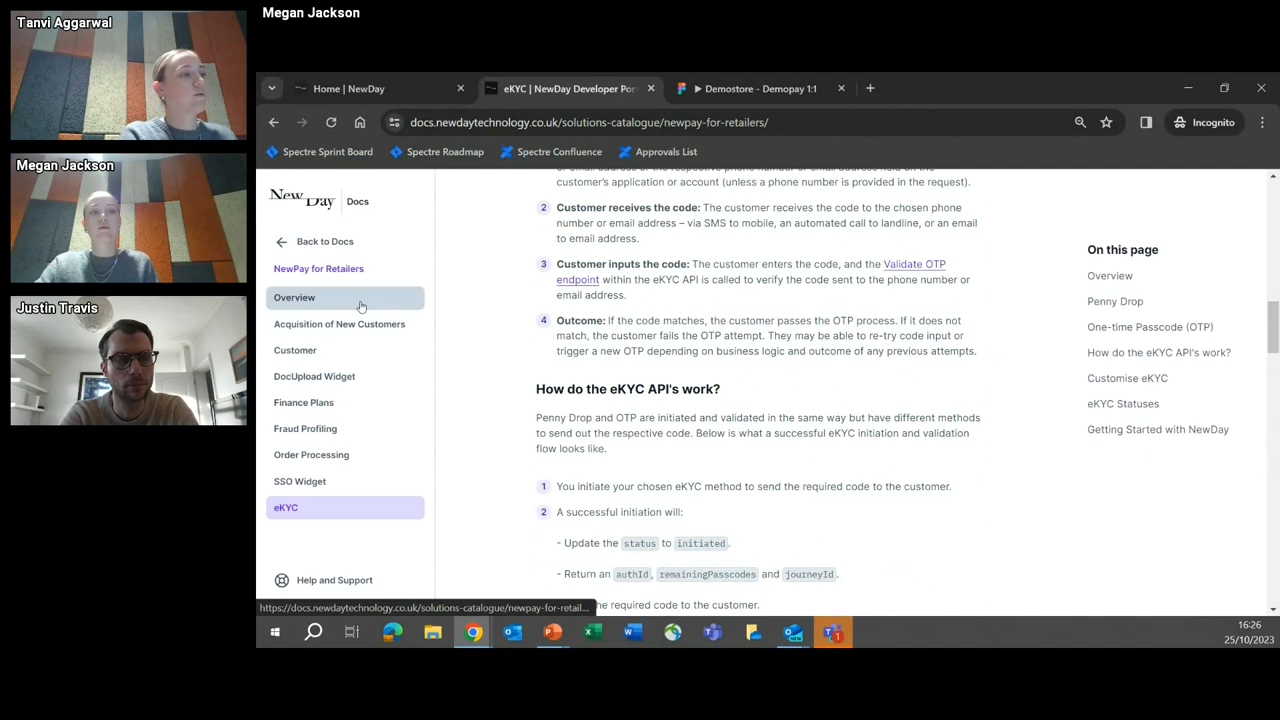 Tanvi Aggarwal
Megan Jackson
Justin Travis
Megan Jackson
Home | NewDay
eKYC | NewDay Developer Por
Demostore - Demopay 1:1
docs.newdaytechnology.co.uk/solutions-catalogue/newpay-for-retailers/
Incognito
Spectre Sprint Board
Spectre Roadmap
Spectre Confluence
Approvals List
New Day
Docs
Back to Docs
NewPay for Retailers
Overview
Acquisition of New Customers
Customer
DocUpload Widget
Finance Plans
Fraud Profiling
Order Processing
SSO Widget
eKYC
Help and Support
https://docs.newdaytechnology.co.uk/solutions-catalogue/newpay-for-retail...
or email address or the respective phone number or email address held on the
customer's application or account (unless a phone number is provided in the request).
2 Customer receives the code: The customer receives the code to the chosen phone
number or email address – via SMS to mobile, an automated call to landline, or an email
to email address.
3 Customer inputs the code: The customer enters the code, and the Validate OTP
endpoint within the eKYC API is called to verify the code sent to the phone number or
email address.
4 Outcome: If the code matches, the customer passes the OTP process. If it does not
match, the customer fails the OTP attempt. They may be able to re-try code input or
trigger a new OTP depending on business logic and outcome of any previous attempts.
How do the eKYC API's work?
Penny Drop and OTP are initiated and validated in the same way but have different methods
to send out the respective code. Below is what a successful eKYC initiation and validation
flow looks like.
1 You initiate your chosen eKYC method to send the required code to the customer.
2 A successful initiation will:
- Update the status to initiated.
- Return an authId, remainingPasscodes and journeyId.
he required code to the customer.
On this page
Overview
Penny Drop
One-time Passcode (OTP)
How do the eKYC API's work?
Customise eKYC
eKYC Statuses
Getting Started with NewDay
16:26
25/10/2023